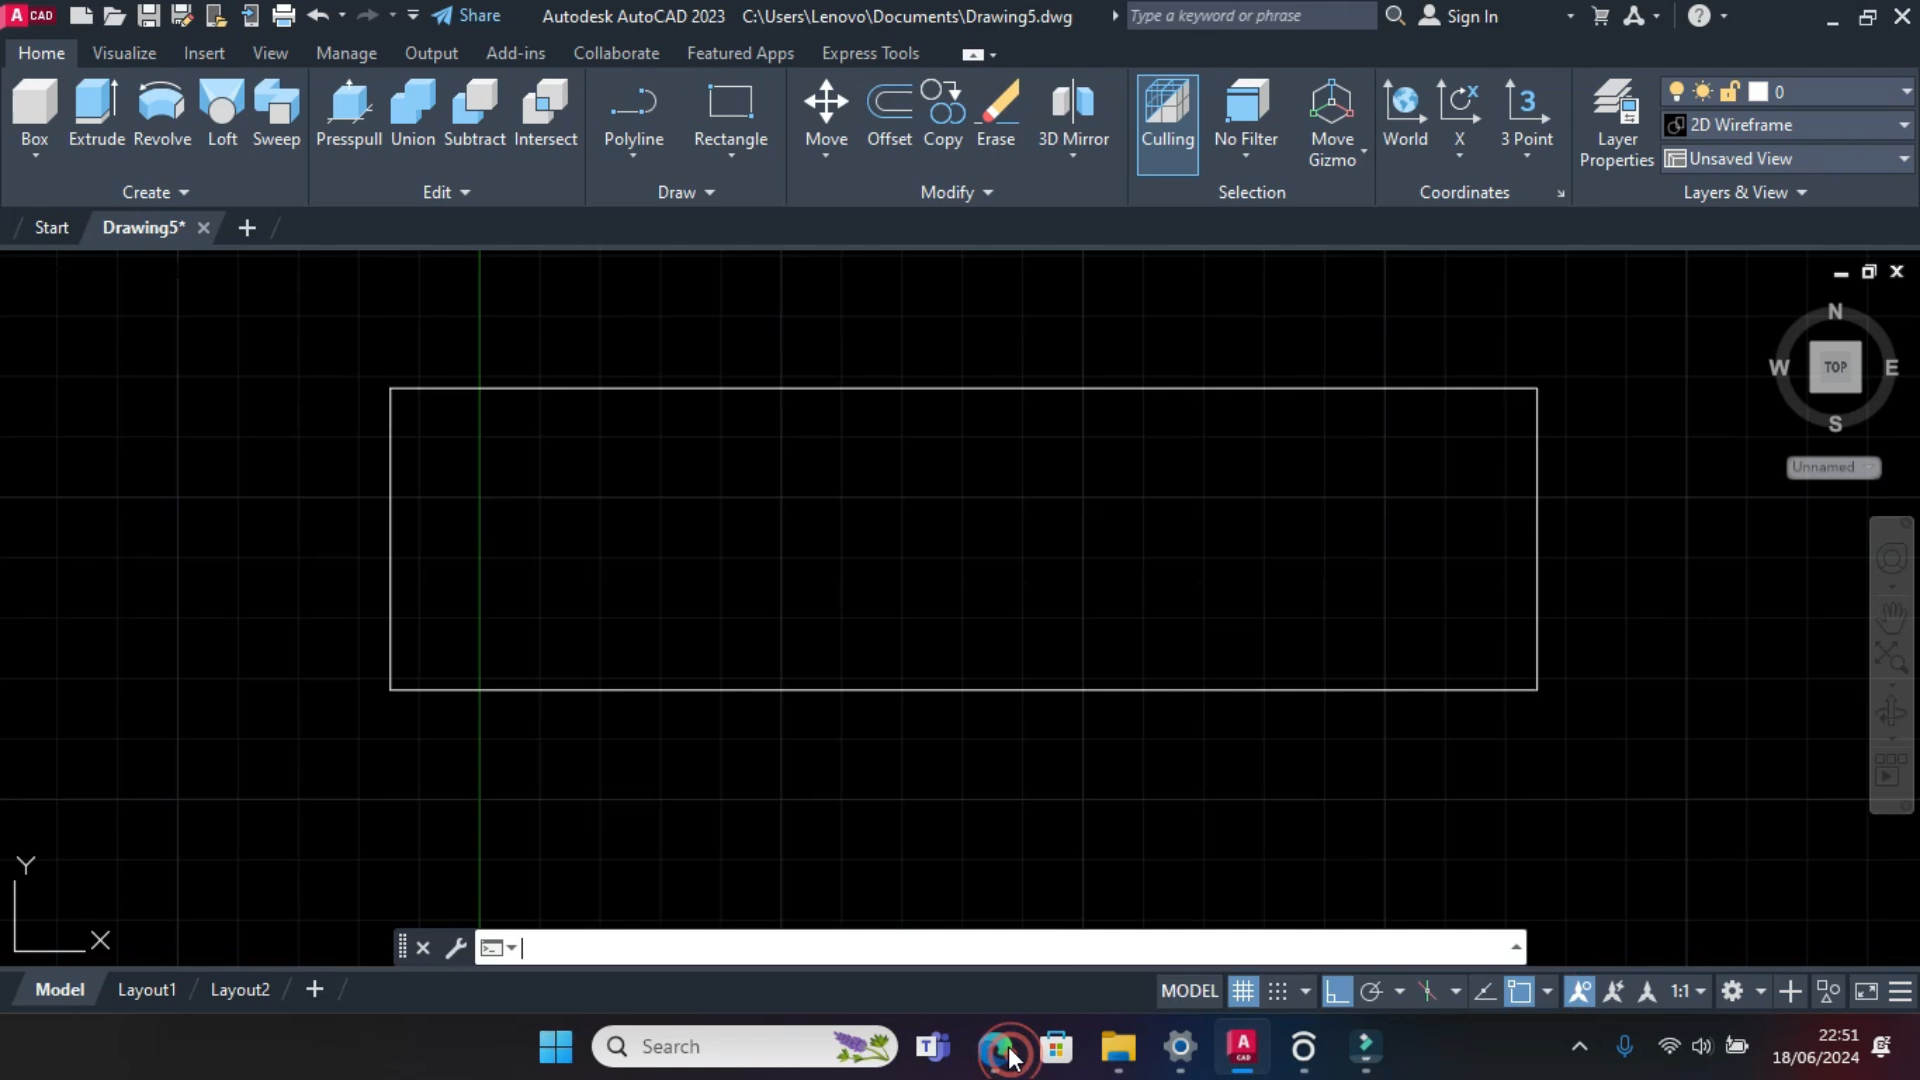 A CAD Share Autodesk AutoCAD 2023 C:\Users\Lenovo\Documents\Drawing5.dwg Type a keyword or phrase Sign In
Home Visualize Insert View Manage Output Add-ins Collaborate Featured Apps Express Tools
Box Extrude Revolve Loft Sweep Presspull Union Subtract Intersect Polyline Rectangle Move Offset Copy Erase 3D Mirror Culling No Filter Move Gizmo World X 3 Point Layer Properties
0
2D Wireframe
Unsaved View
Create Edit Draw Modify Selection Coordinates Layers & View
Start Drawing5*
N
W TOP E
S
Unnamed
Y
X
Model Layout1 Layout2 MODEL 1:1
Search
22:51
18/06/2024